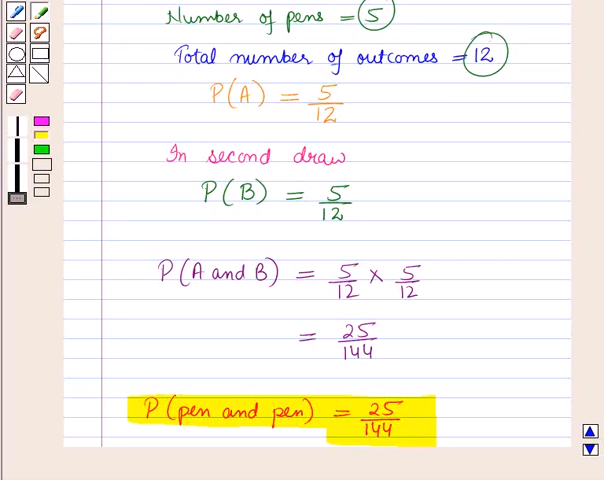 Number of pens = 5
Total number of outcomes = 12
P(A) = 5/12
In second draw
P(B) = 5/12
P(A and B) = 5/12 × 5/12
= 25/144
P(pen and pen) = 25/144